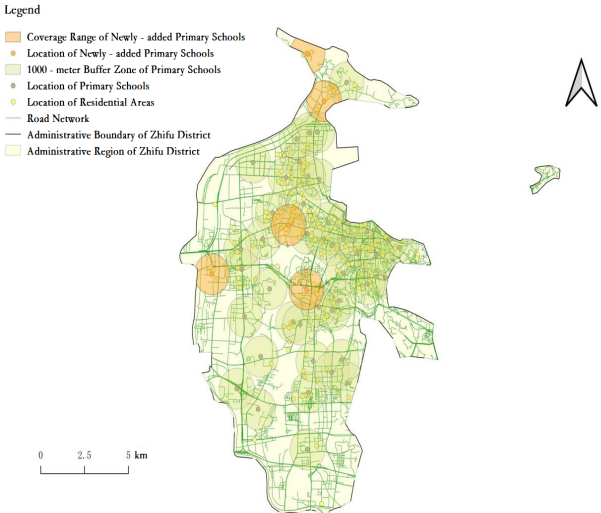 Legend
Coverage Range of Newly - added Primary Schools
Location of Newly - added Primary Schools
1000 - meter Buffer Zone of Primary Schools
Location of Primary Schools
Location of Residential Areas
Road Network
Administrative Boundary of Zhifu District
Administrative Region of Zhifu District
0 2.5 5 km